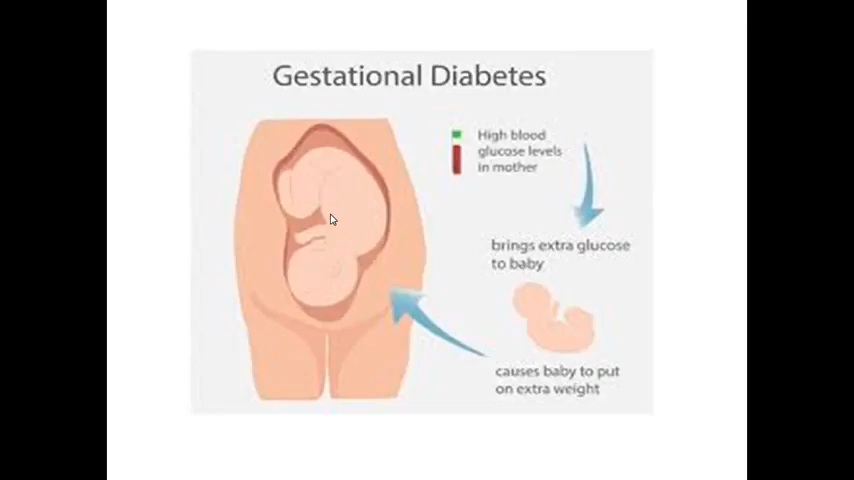 Gestational Diabetes
High blood
glucose levels
in mother
brings extra glucose
to baby
causes baby to put
on extra weight